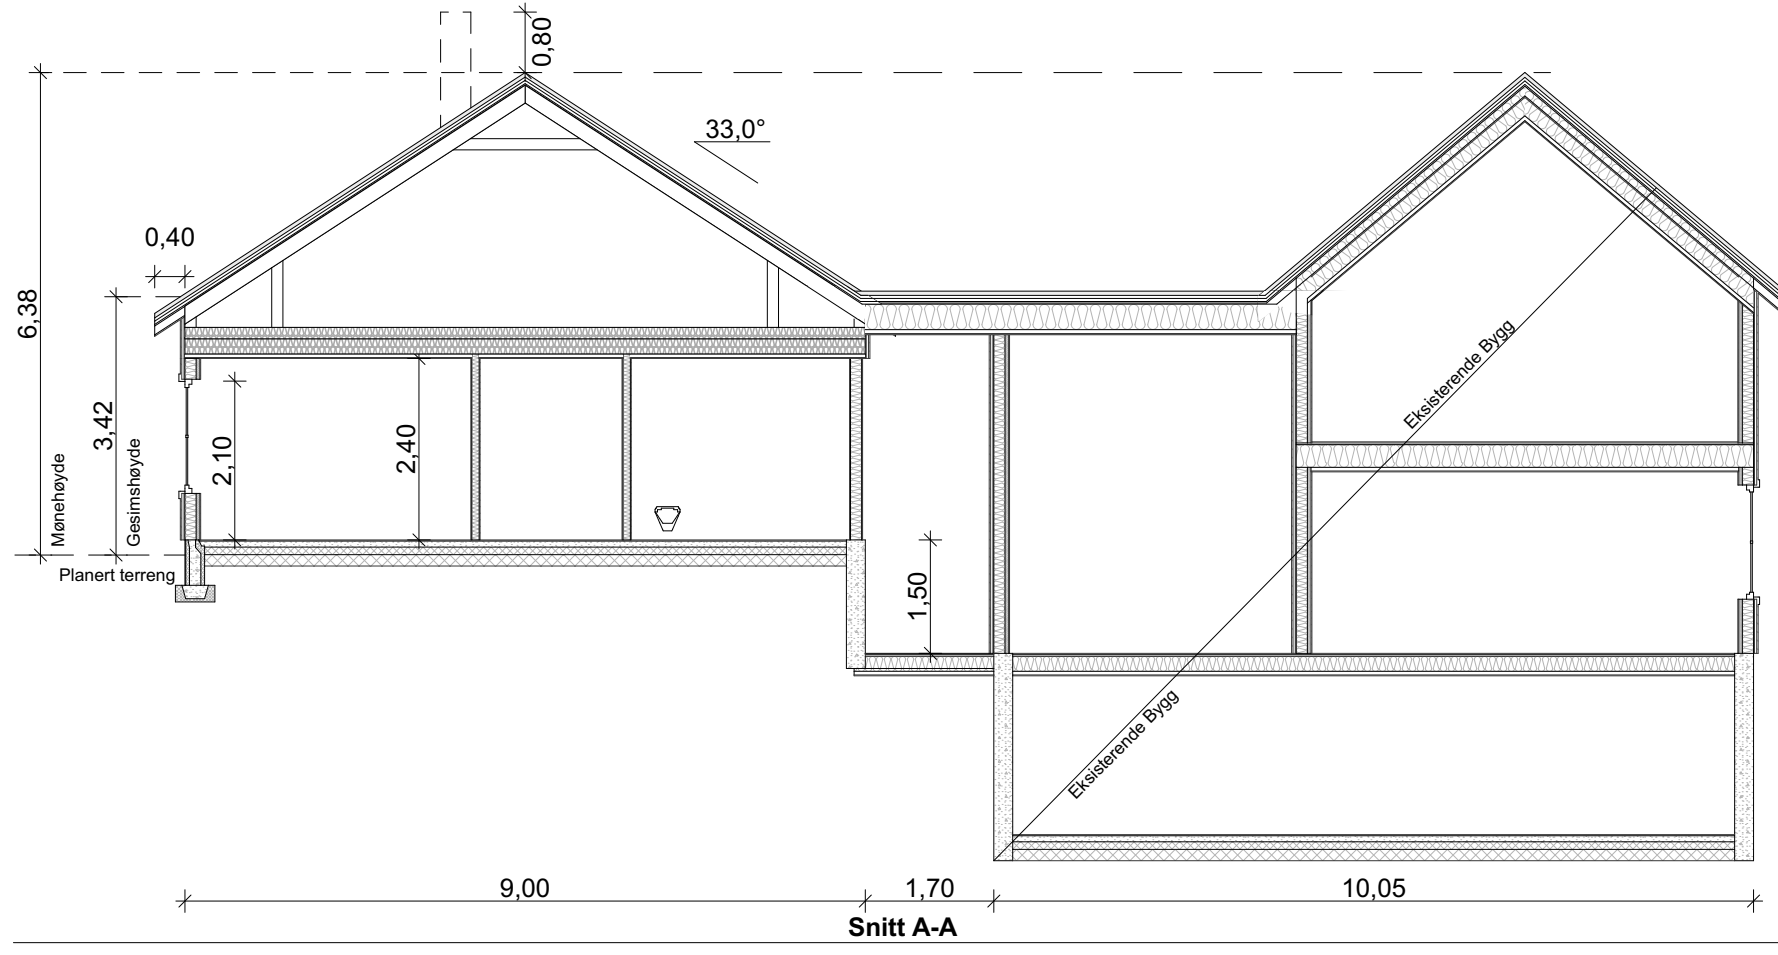 0,80
33,0°
0,40
6,38
3,42
Mønehøyde
Gesimshøyde
2,10
2,40
Planert terreng
1,50
Eksisterende Bygg
Eksisterende Bygg
9,00
1,70
10,05
Snitt A-A